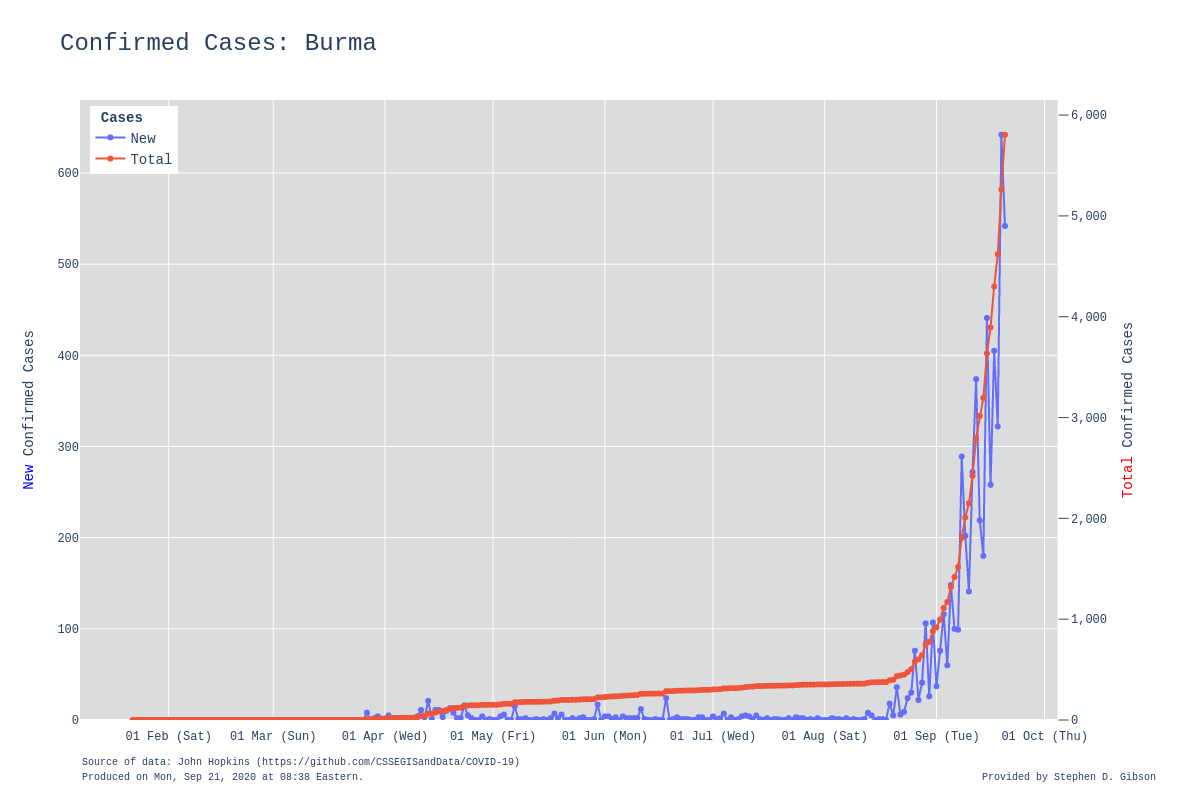 Confirmed Cases: Burma
Cases
New
Total
600
500
400
300
200
100
0
6,000
5,000
4,000
3,000
2,000
1,000
0
New Confirmed Cases
Total Confirmed Cases
01 Feb (Sat) 01 Mar (Sun) 01 Apr (Wed) 01 May (Fri) 01 Jun (Mon) 01 Jul (Wed) 01 Aug (Sat) 01 Sep (Tue) 01 Oct (Thu)
Source of data: John Hopkins (https://github.com/CSSEGISandData/COVID-19)
Produced on Mon, Sep 21, 2020 at 08:38 Eastern.
Provided by Stephen D. Gibson